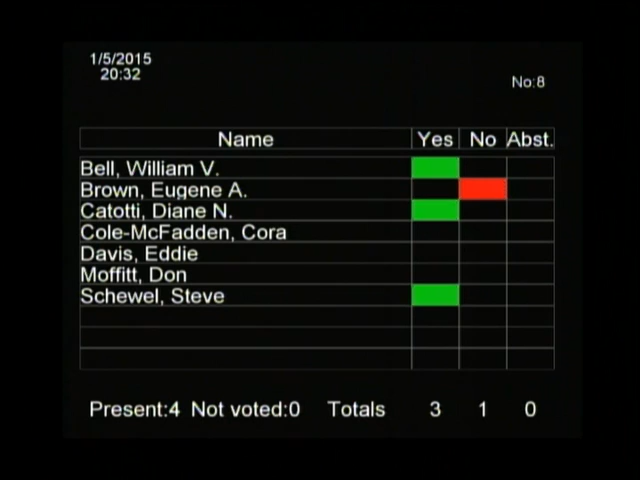 1/5/2015
20:32
No:8
Name Yes No Abst.
Bell, William V.
Brown, Eugene A.
Catotti, Diane N.
Cole-McFadden, Cora
Davis, Eddie
Moffitt, Don
Schewel, Steve
Present:4 Not voted:0 Totals 3 1 0